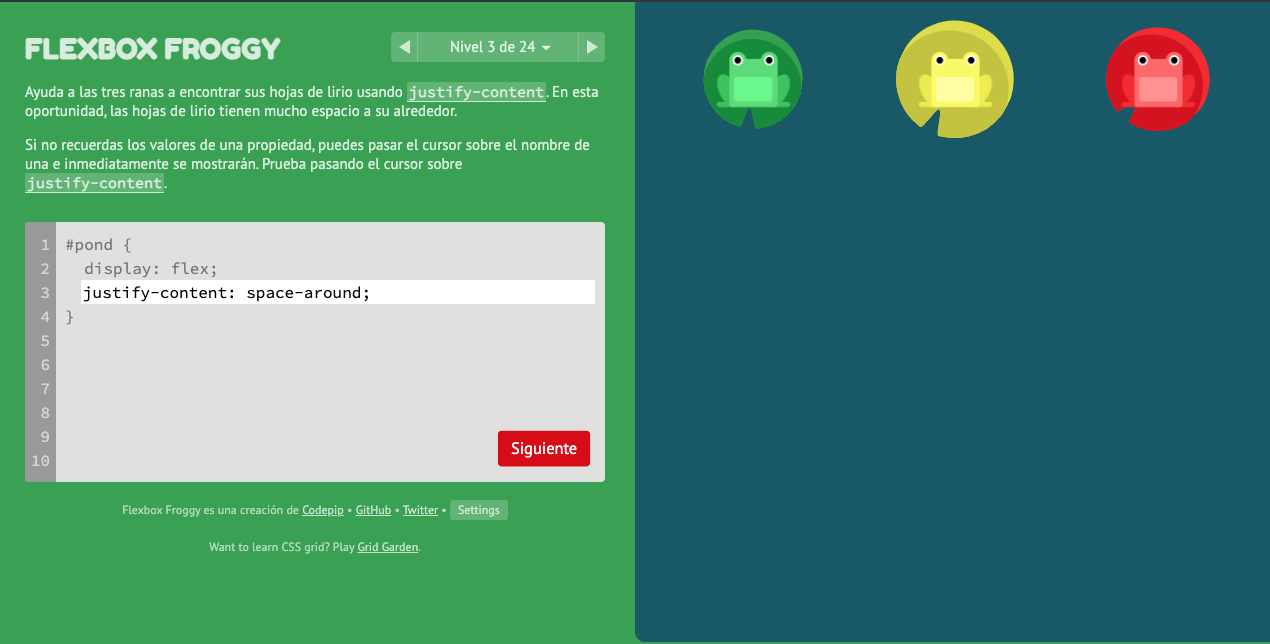 FLEXBOX FROGGY
Nivel 3 de 24
Ayuda a las tres ranas a encontrar sus hojas de lirio usando justify-content. En esta
oportunidad, las hojas de lirio tienen mucho espacio a su alrededor.
Si no recuerdas los valores de una propiedad, puedes pasar el cursor sobre el nombre de
una e inmediatamente se mostrarán. Prueba pasando el cursor sobre
justify-content.
1 #pond {
2 display: flex;
3 justify-content: space-around;
4 }
5
6
7
8
9
10
Siguiente
Flexbox Froggy es una creación de Codepip • GitHub • Twitter • Settings
Want to learn CSS grid? Play Grid Garden.